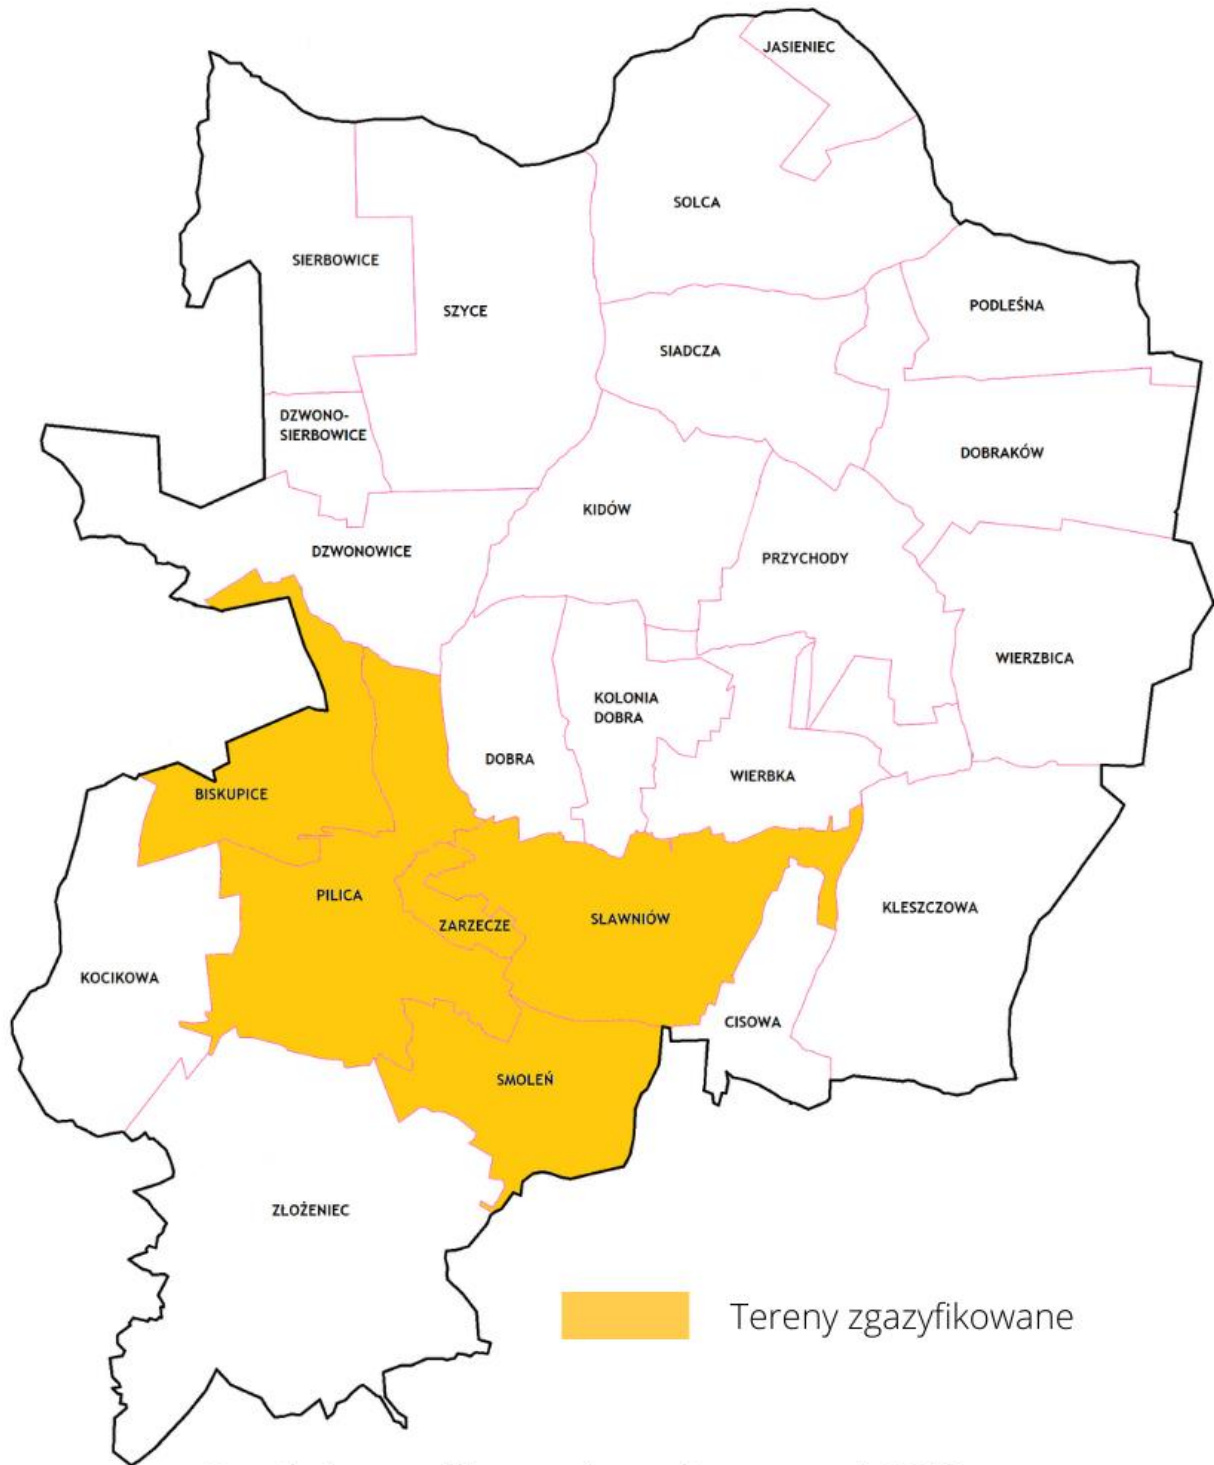 JASIENIEC
SOLCA
SIERBOWICE
PODLEŚNA
SZYCE
SIADCZA
DZWONO-
SIERBOWICE
DOBRAKÓW
KIDÓW
DZWONOWICE
PRZYCHODY
WIERZBICA
KOLONIA
DOBRA
DOBRA
WIERBKA
BISKUPICE
PILICA
KLESZCZOWA
SŁAWNIÓW
ZARZECZE
KOCIKOWA
CISOWA
SMOLEŃ
ZŁOŻENIEC
Tereny zgazyfikowane